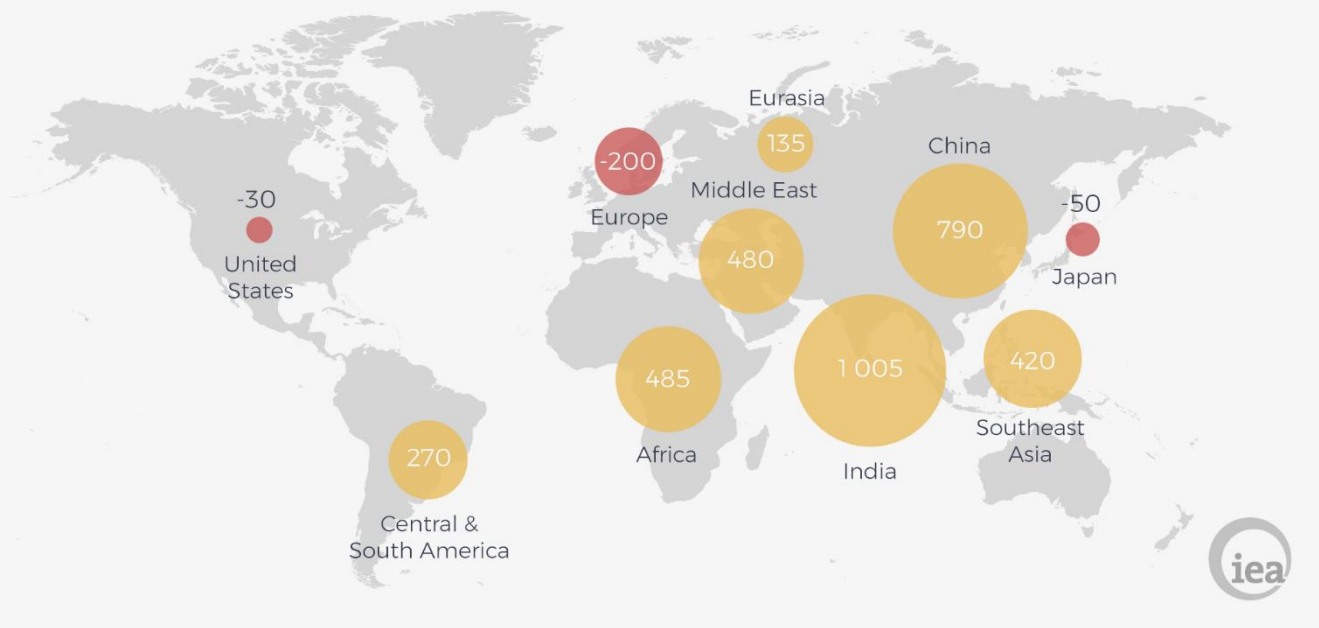 Eurasia
135
China
-200
Middle East
-30
Europe
-50
790
480
United
States
Japan
1 005
420
485
Southeast
Asia
Africa
India
270
Central &
South America
iea